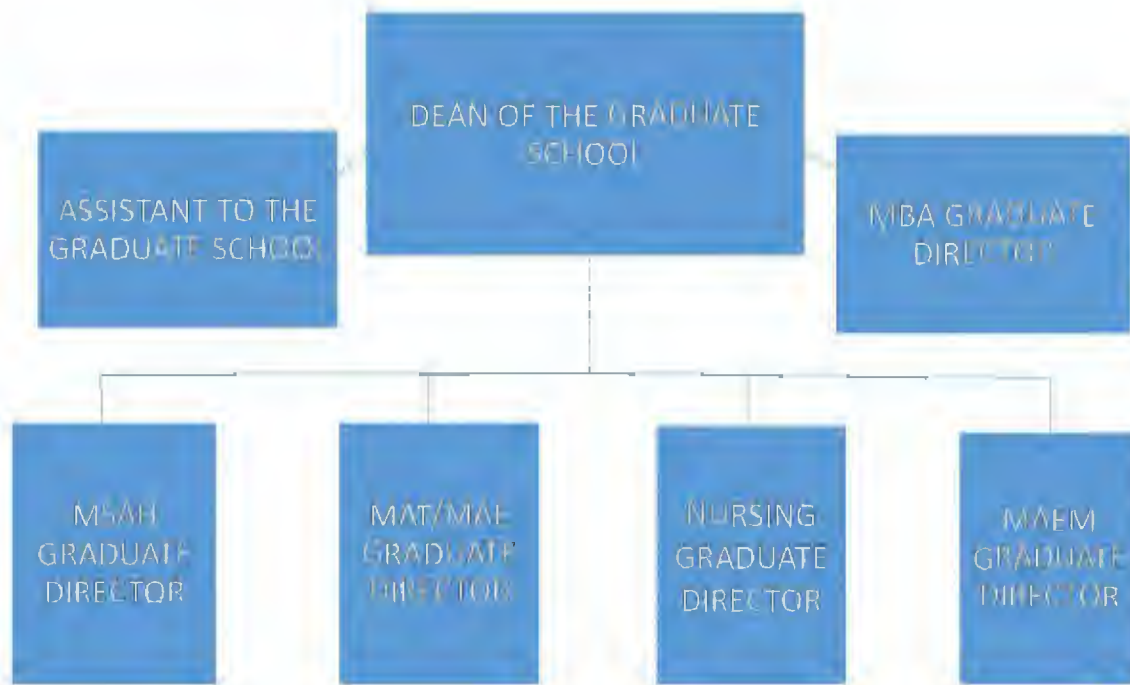 DEAN OF THE GRADUATE
SCHOOL
ASSISTANT TO THE
GRADUATE SCHOOL
MBA GRADUATE
DIRECTOR
MSAH
GRADUATE
DIRECTOR
MAT/MAE
GRADUATE
DIRECTOR
NURSING
GRADUATE
DIRECTOR
MAEM
GRADUATE
DIRECTOR